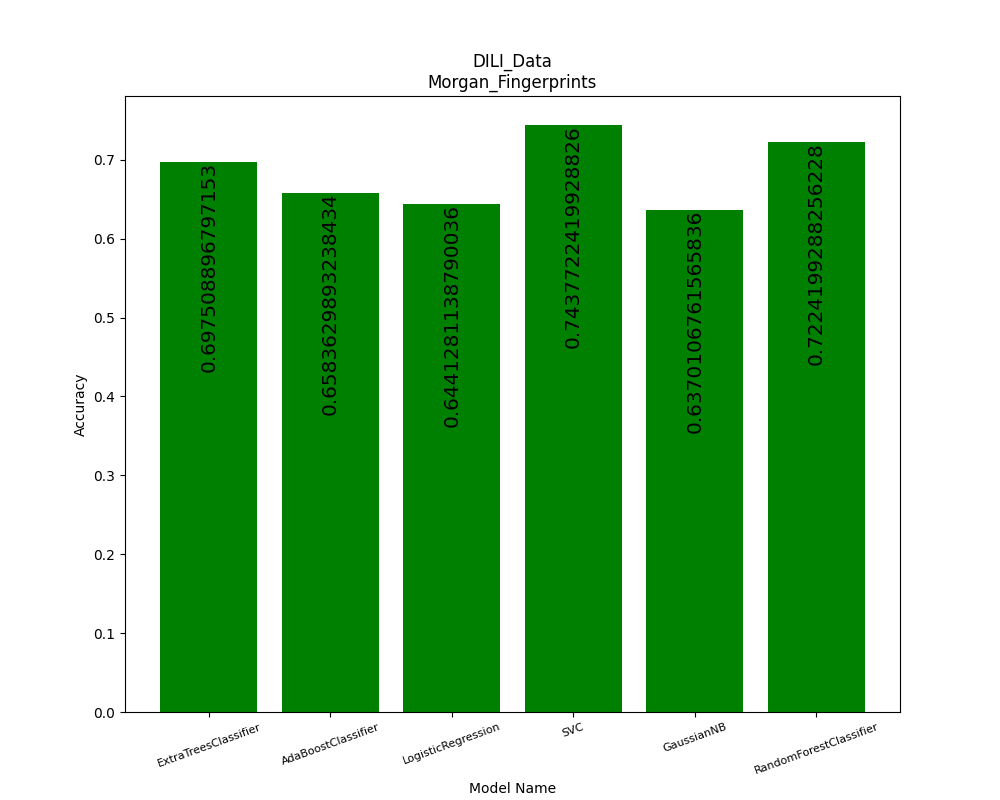 DILI_Data
Morgan_Fingerprints
Accuracy
0.7
0.6
0.5
0.4
0.3
0.2
0.1
0.0
0.6975088967971530
0.6583629893238434
0.6441281138790036
0.7437722419928826
0.6370106761565836
0.7224199288256228
ExtraTreesClassifier
AdaBoostClassifier
LogisticRegression
SVC
GaussianNB
RandomForestClassifier
Model Name